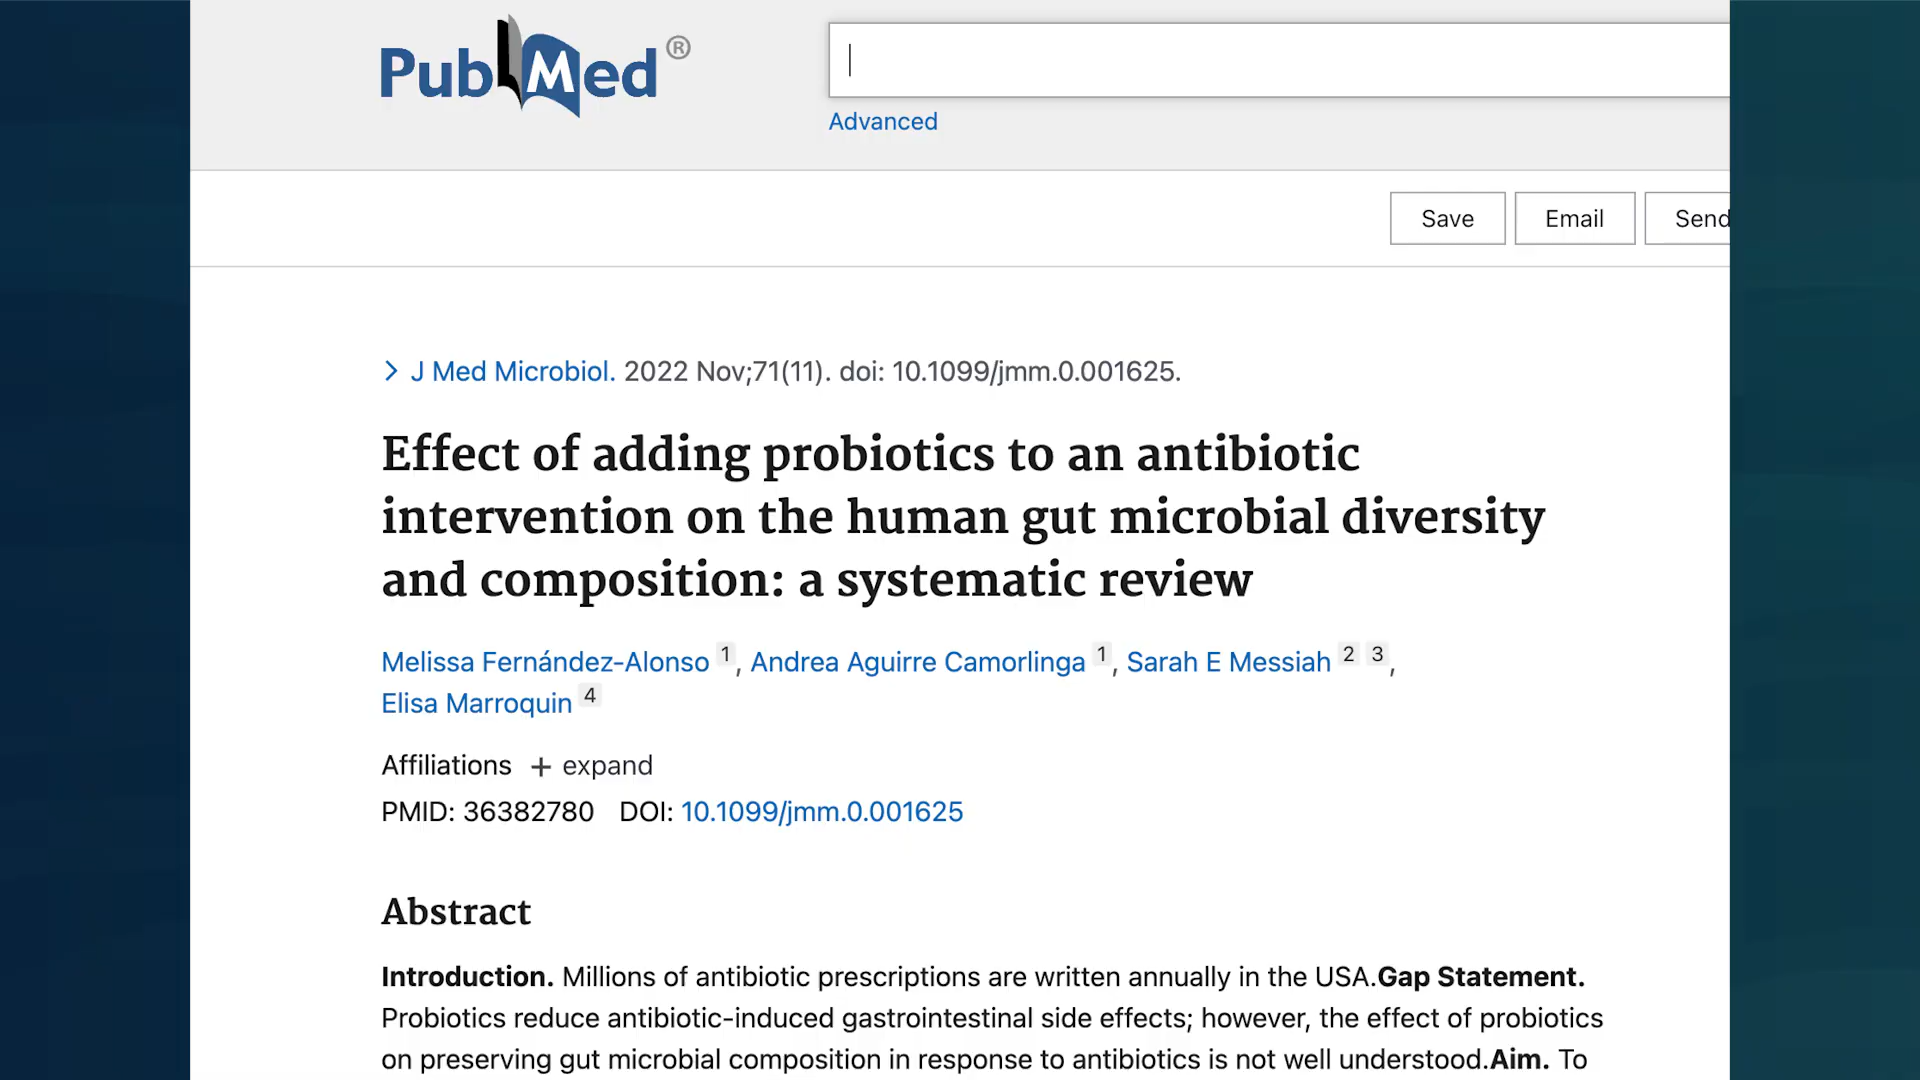 PubMed®
Advanced
Save Email Send
J Med Microbiol. 2022 Nov;71(11). doi: 10.1099/jmm.0.001625.
Effect of adding probiotics to an antibiotic
intervention on the human gut microbial diversity
and composition: a systematic review
Melissa Fernández-Alonso 1, Andrea Aguirre Camorlinga 1, Sarah E Messiah 2 3,
Elisa Marroquin 4
Affiliations + expand
PMID: 36382780 DOI: 10.1099/jmm.0.001625
Abstract
Introduction. Millions of antibiotic prescriptions are written annually in the USA.Gap Statement.
Probiotics reduce antibiotic-induced gastrointestinal side effects; however, the effect of probiotics
on preserving gut microbial composition in response to antibiotics is not well understood.Aim. To